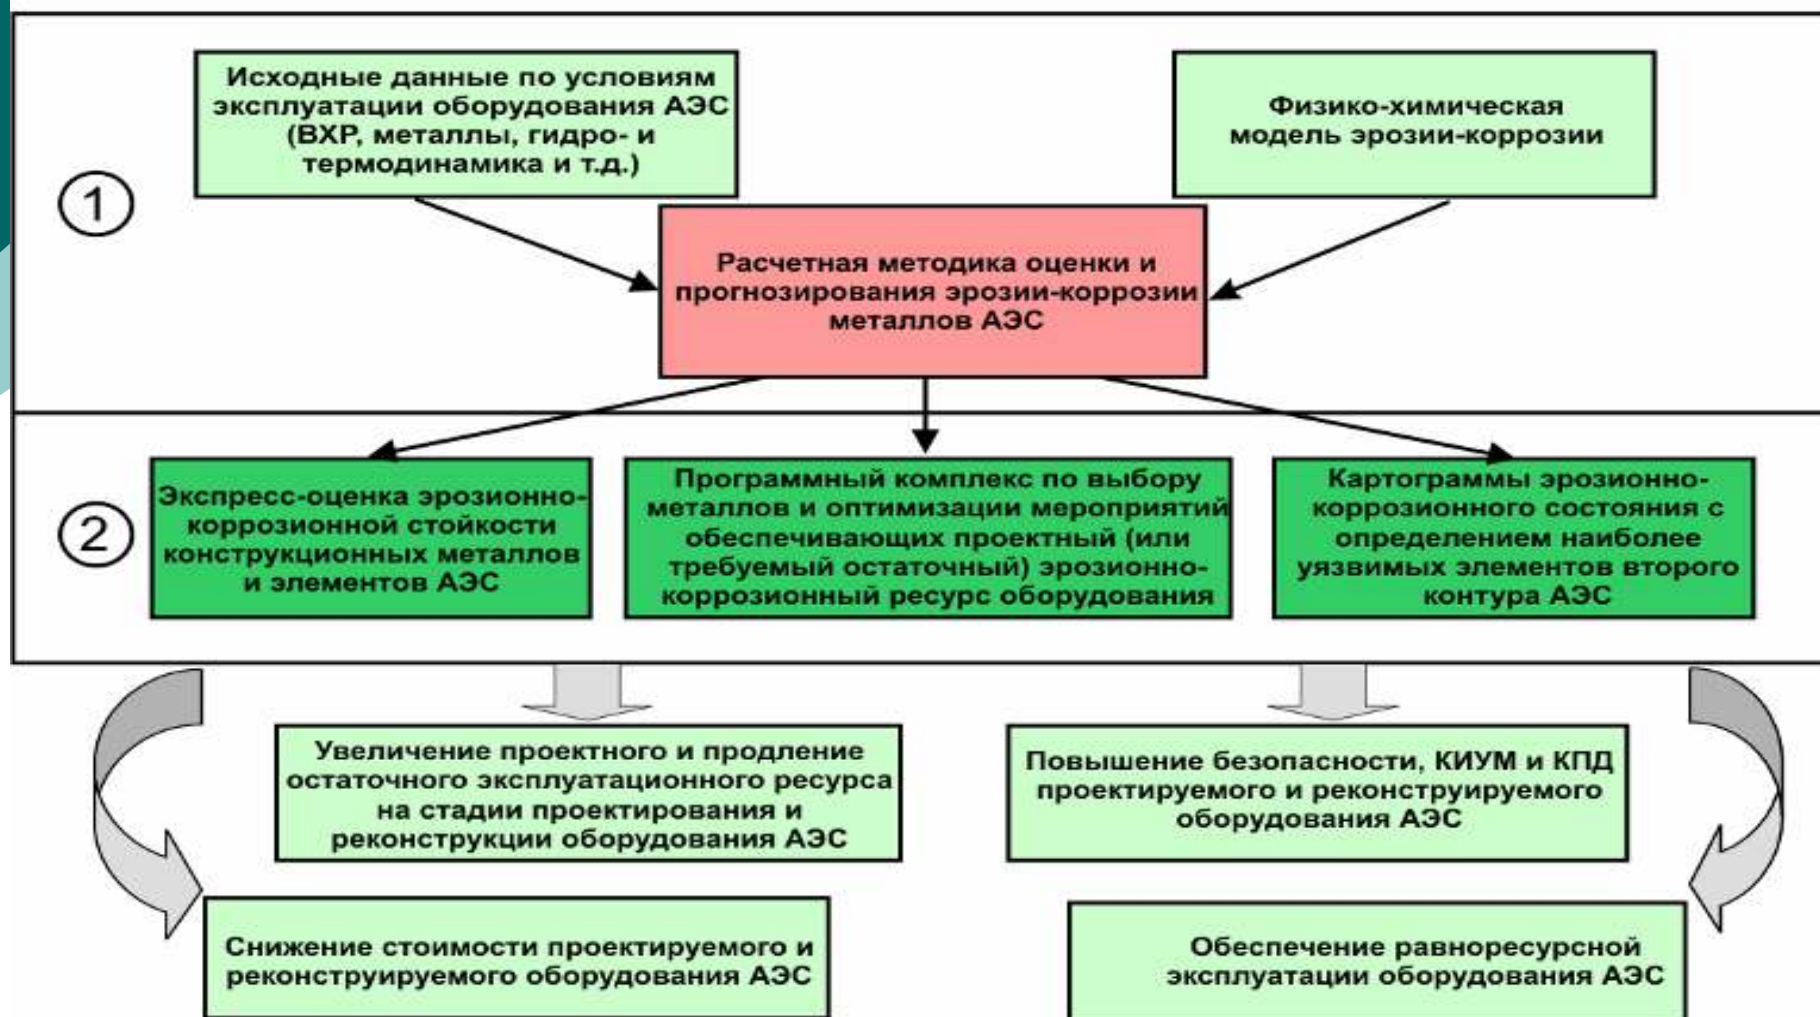 Исходные данные по условиям
эксплуатации оборудования АЭС
(ВХР, металлы, гидро- и
термодинамика и т.д.)
Физико-химическая
модель эрозии-коррозии
1
Расчетная методика оценки и
прогнозирования эрозии-коррозии
металлов АЭС
2
Экспресс-оценка эрозионно-
коррозионной стойкости
конструкционных металлов
и элементов АЭС
Программный комплекс по выбору
металлов и оптимизации мероприятий
обеспечивающих проектный (или
требуемый остаточный) эрозионно-
коррозионный ресурс оборудования
Картограммы эрозионно-
коррозионного состояния с
определением наиболее
уязвимых элементов второго
контура АЭС
Увеличение проектного и продление
остаточного эксплуатационного ресурса
на стадии проектирования и
реконструкции оборудования АЭС
Повышение безопасности, КИУМ и КПД
проектируемого и реконструируемого
оборудования АЭС
Снижение стоимости проектируемого и
реконструируемого оборудования АЭС
Обеспечение равноресурсной
эксплуатации оборудования АЭС